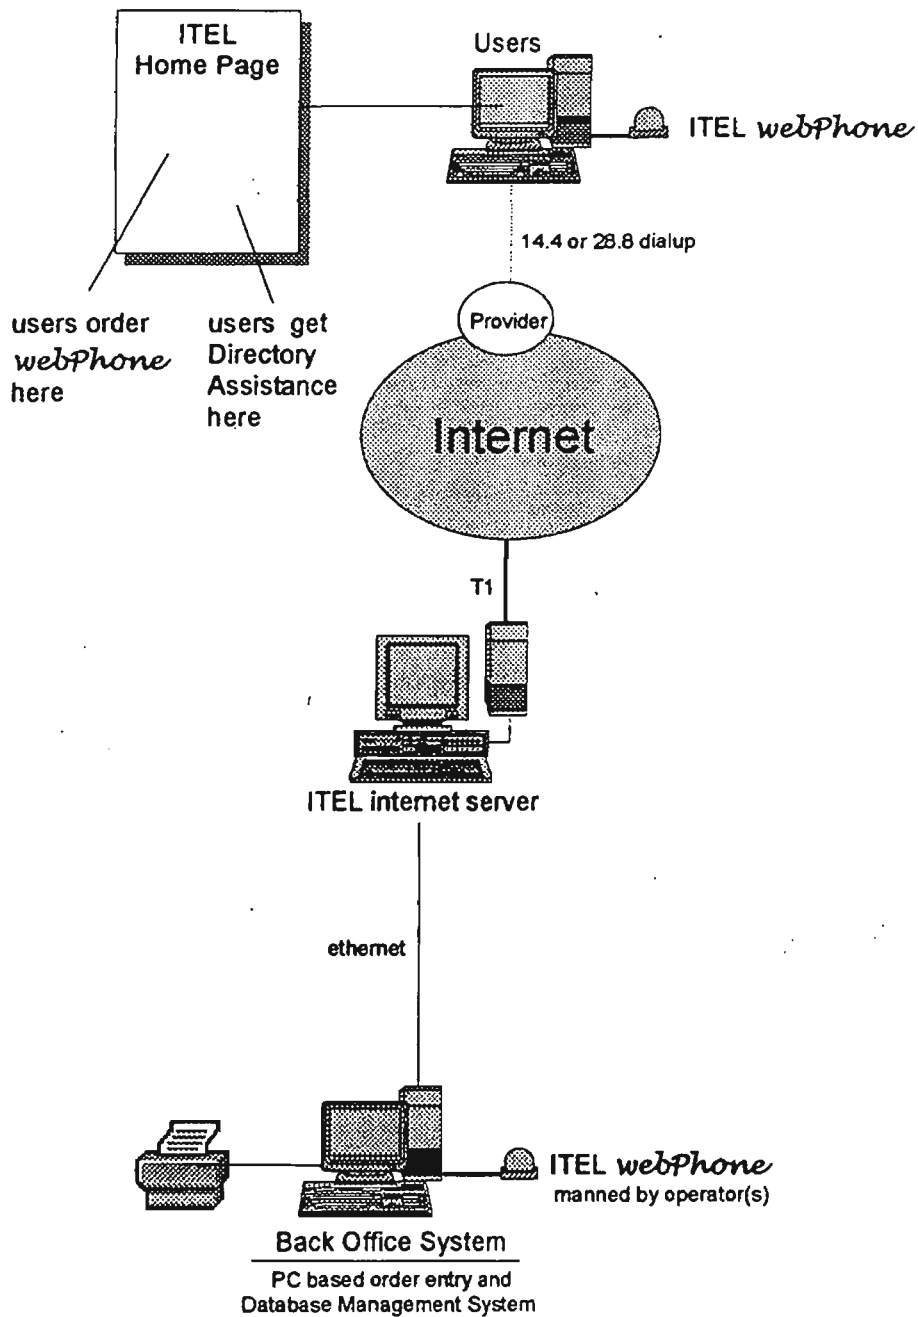 ITEL
Home Page
Users
ITEL webPhone
14.4 or 28.8 dialup
users order
webPhone
here
users get
Directory
Assistance
here
Provider
Internet
T1
ITEL internet server
ethernet
ITEL webPhone
manned by operator(s)
Back Office System
PC based order entry and
Database Management System